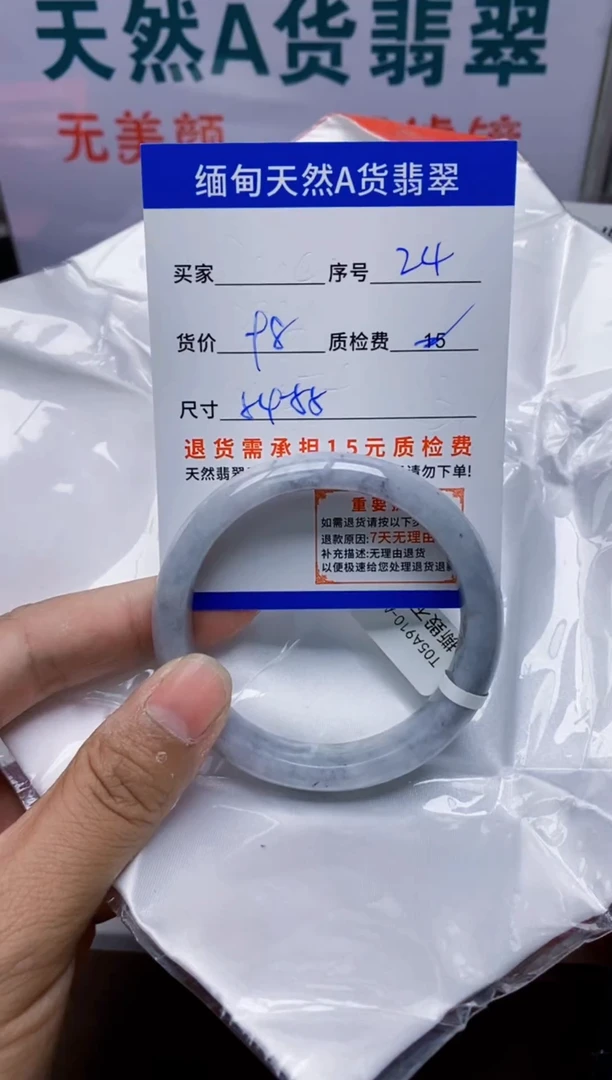 天然A货翡翠
无美颜
缅甸天然A货翡翠
买家 序号 24
货价 98 质检费 15
尺寸
退货需承担15元质检费
天然翡翠 请勿下单!
重要
如需退货请按以下
退款原因:7天无理由
补充描述:无理由退货
以便极速给您处理退货退
T05A910-
撕毁